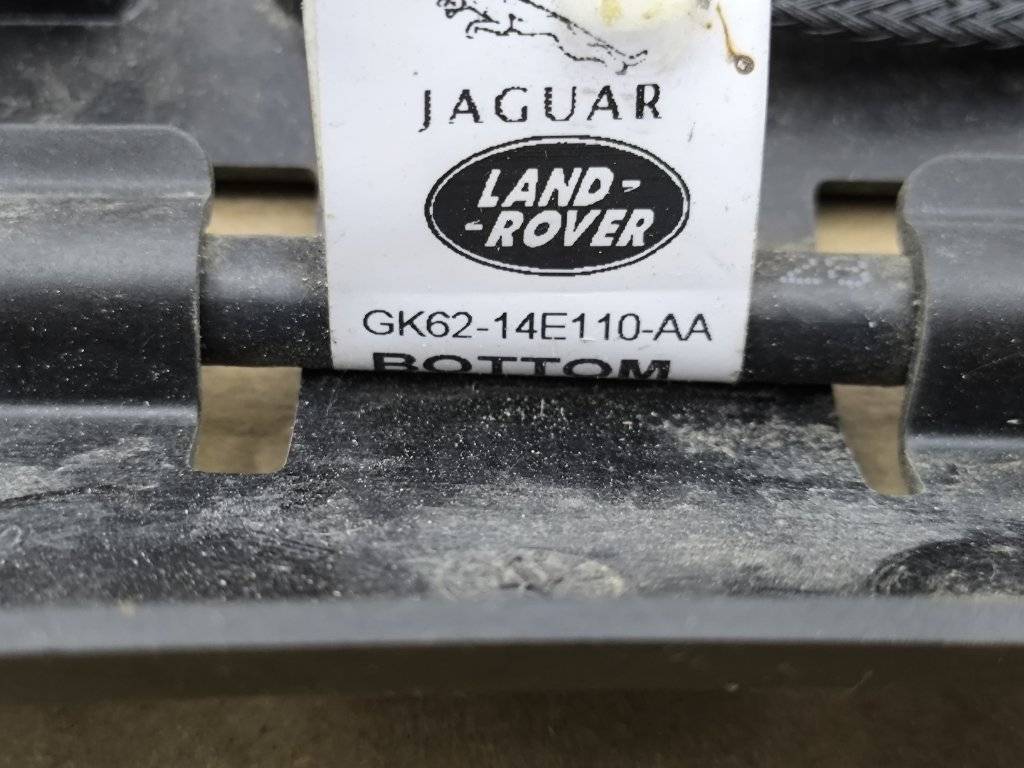 JAGUAR
LAND-
-ROVER
GK62-14E110-AA
BOTTOM